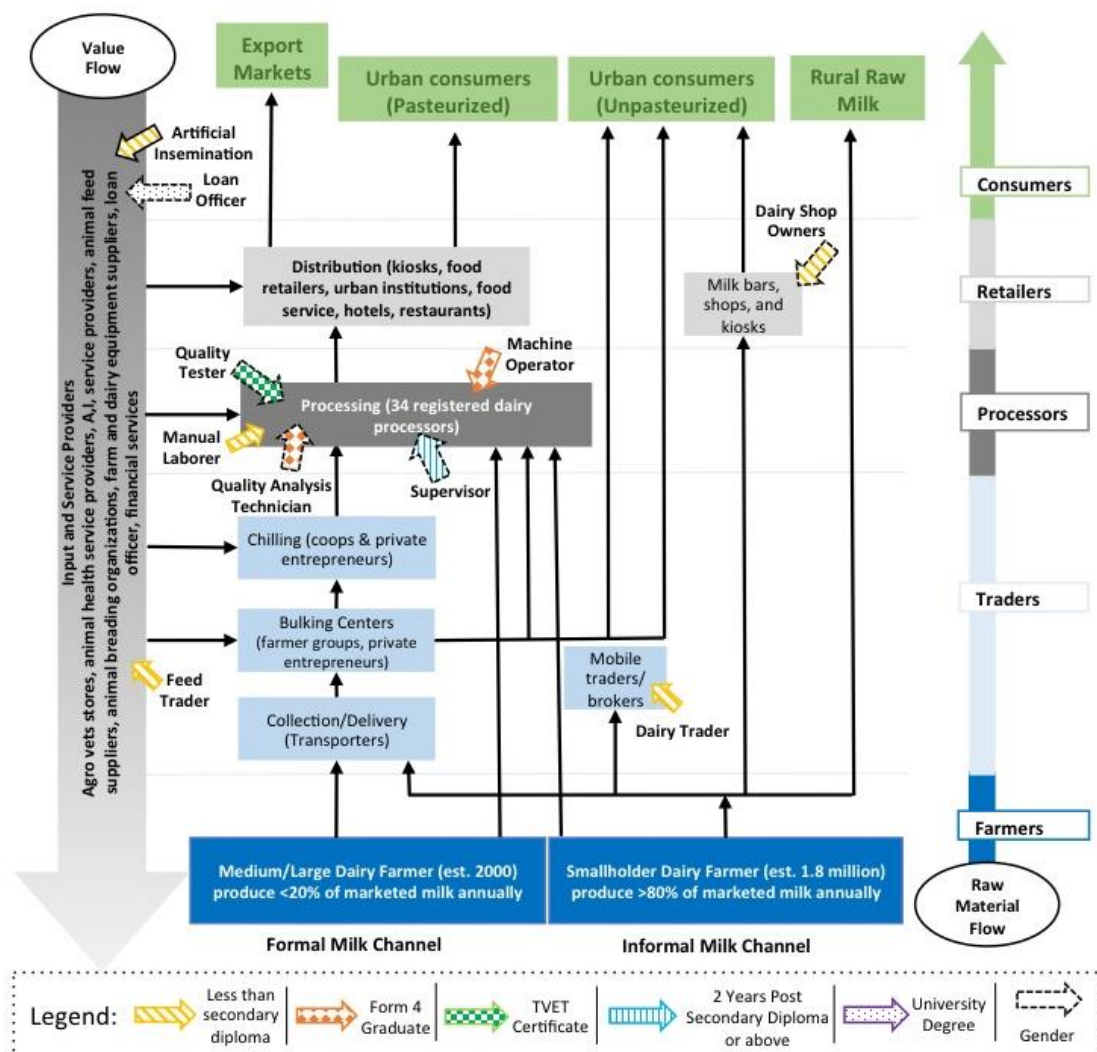 Value
Flow
Export
Markets
Urban consumers
(Pasteurized)
Urban consumers
(Unpasteurized)
Rural Raw
Milk
Artificial
Insemination
Loan
Officer
Input and Service Providers
Agro vets stores, animal health service providers, A,I, service providers, animal feed
suppliers, animal breading organizations, farm and dairy equipment suppliers, loan
officer, financial services
Consumers
Dairy Shop
Owners
Distribution (kiosks, food
retailers, urban institutions, food
service, hotels, restaurants)
Milk bars,
shops, and
kiosks
Retailers
Quality
Tester
Machine
Operator
Processing (34 registered dairy
processors)
Processors
Manual
Laborer
Quality Analysis
Technician
Supervisor
Chilling (coops & private
entrepreneurs)
Traders
Bulking Centers
(farmer groups, private
entrepreneurs)
Mobile
traders/
brokers
Feed
Trader
Dairy Trader
Collection/Delivery
(Transporters)
Farmers
Medium/Large Dairy Farmer (est. 2000)
produce <20% of marketed milk annually
Smallholder Dairy Farmer (est. 1.8 million)
produce >80% of marketed milk annually
Raw
Material
Flow
Formal Milk Channel
Informal Milk Channel
Legend:
Less than
secondary
diploma
Form 4
Graduate
TVET
Certificate
2 Years Post
Secondary Diploma
or above
University
Degree
Gender